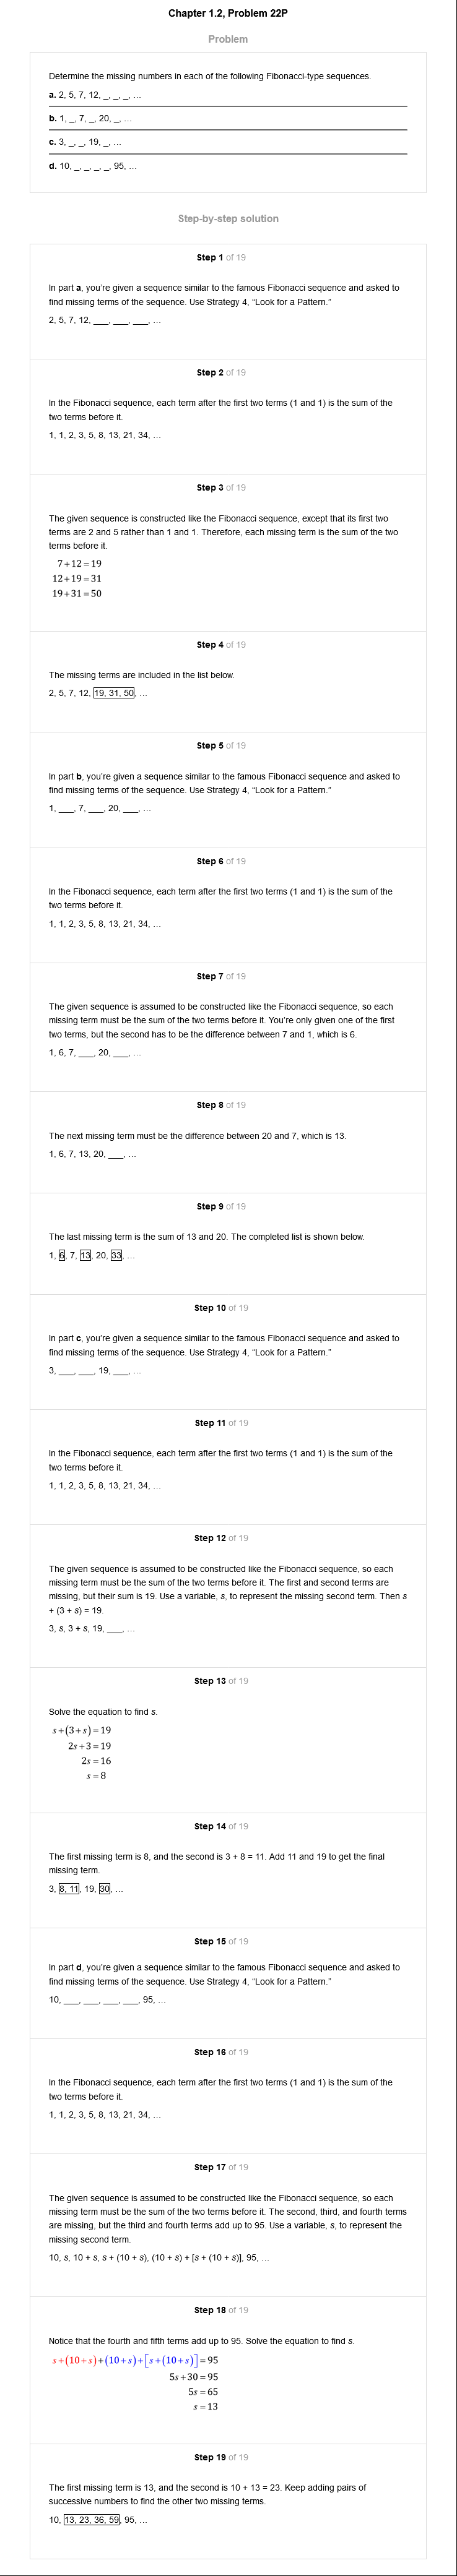 Chapter 1.2, Problem 22P
Problem
Determine the missing numbers in each of the following Fibonacci-type sequences.
a. 2, 5, 7, 12, _, _, _, ...
b. 1, _, 7, _, 20, _, ...
c. 3, _, _, 19, _, ...
d. 10, _, _, _, _, 95, ...
Step-by-step solution
Step 1 of 19
In part a, you're given a sequence similar to the famous Fibonacci sequence and asked to
find missing terms of the sequence. Use Strategy 4, "Look for a Pattern."
2, 5, 7, 12, ___, ___, ___, ...
Step 2 of 19
In the Fibonacci sequence, each term after the first two terms (1 and 1) is the sum of the
two terms before it.
1, 1, 2, 3, 5, 8, 13, 21, 34, ...
Step 3 of 19
The given sequence is constructed like the Fibonacci sequence, except that its first two
terms are 2 and 5 rather than 1 and 1. Therefore, each missing term is the sum of the two
terms before it.
7+12=19
12+19=31
19+31=50
Step 4 of 19
The missing terms are included in the list below.
2, 5, 7, 12, 19, 31, 50, ...
Step 5 of 19
In part b, you're given a sequence similar to the famous Fibonacci sequence and asked to
find missing terms of the sequence. Use Strategy 4, "Look for a Pattern."
1, ___, 7, ___, 20, ___, ...
Step 6 of 19
In the Fibonacci sequence, each term after the first two terms (1 and 1) is the sum of the
two terms before it.
1, 1, 2, 3, 5, 8, 13, 21, 34, ...
Step 7 of 19
The given sequence is assumed to be constructed like the Fibonacci sequence, so each
missing term must be the sum of the two terms before it. You're only given one of the first
two terms, but the second has to be the difference between 7 and 1, which is 6.
1, 6, 7, ___, 20, ___, ...
Step 8 of 19
The next missing term must be the difference between 20 and 7, which is 13.
1, 6, 7, 13, 20, ___, ...
Step 9 of 19
The last missing term is the sum of 13 and 20. The completed list is shown below.
1, 6, 7, 13, 20, 33, ...
Step 10 of 19
In part c, you're given a sequence similar to the famous Fibonacci sequence and asked to
find missing terms of the sequence. Use Strategy 4, "Look for a Pattern."
3, ___, ___, 19, ___, ...
Step 11 of 19
In the Fibonacci sequence, each term after the first two terms (1 and 1) is the sum of the
two terms before it.
1, 1, 2, 3, 5, 8, 13, 21, 34, ...
Step 12 of 19
The given sequence is assumed to be constructed like the Fibonacci sequence, so each
missing term must be the sum of the two terms before it. The first and second terms are
missing, but their sum is 19. Use a variable, s, to represent the missing second term. Then s
+ (3 + s) = 19.
3, s, 3 + s, 19, ___, ...
Step 13 of 19
Solve the equation to find s.
s+(3+s)=19
2s+3=19
2s=16
s=8
Step 14 of 19
The first missing term is 8, and the second is 3 + 8 = 11. Add 11 and 19 to get the final
missing term.
3, 8, 11, 19, 30, ...
Step 15 of 19
In part d, you're given a sequence similar to the famous Fibonacci sequence and asked to
find missing terms of the sequence. Use Strategy 4, "Look for a Pattern."
10, ___, ___, ___, ___, 95, ...
Step 16 of 19
In the Fibonacci sequence, each term after the first two terms (1 and 1) is the sum of the
two terms before it.
1, 1, 2, 3, 5, 8, 13, 21, 34, ...
Step 17 of 19
The given sequence is assumed to be constructed like the Fibonacci sequence, so each
missing term must be the sum of the two terms before it. The second, third, and fourth terms
are missing, but the third and fourth terms add up to 95. Use a variable, s, to represent the
missing second term.
10, s, 10 + s, s + (10 + s), (10 + s) + [s + (10 + s)], 95, ...
Step 18 of 19
Notice that the fourth and fifth terms add up to 95. Solve the equation to find s.
s+(10+s)+(10+s)+[s+(10+s)]=95
5s+30=95
5s=65
s=13
Step 19 of 19
The first missing term is 13, and the second is 10 + 13 = 23. Keep adding pairs of
successive numbers to find the other two missing terms.
10, 13, 23, 36, 59, 95, ...